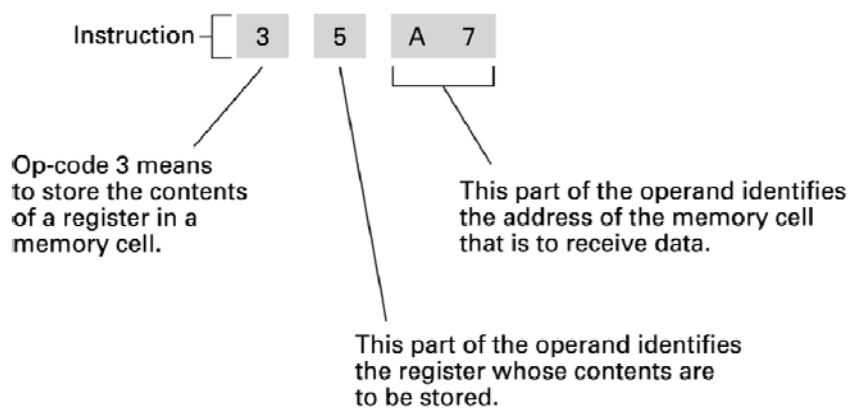 Instruction 3 5 A 7
Op-code 3 means
to store the contents
of a register in a
memory cell.
This part of the operand identifies
the address of the memory cell
that is to receive data.
This part of the operand identifies
the register whose contents are
to be stored.